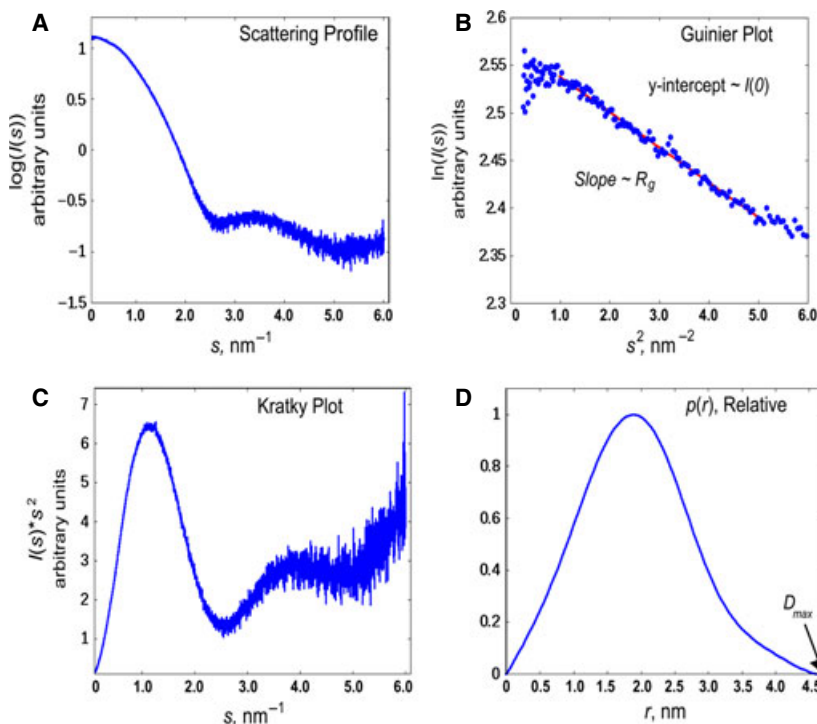 A
Scattering Profile
log(I(s))
arbitrary units
1
0.5
0
−0.5
−1
−1.5
0 1.0 2.0 3.0 4.0 5.0 6.0
s, nm⁻¹
B
Guinier Plot
y-intercept ~ I(0)
Slope ~ Rg
ln(I(s))
arbitrary units
2.6
2.55
2.5
2.45
2.4
2.35
2.3
0 1.0 2.0 3.0 4.0 5.0 6.0
s², nm⁻²
C
Kratky Plot
I(s)*s²
arbitrary units
7
6
5
4
3
2
1
0 1.0 2.0 3.0 4.0 5.0 6.0
s, nm⁻¹
D
p(r), Relative
1
0.8
0.6
0.4
0.2
0
Dmax
0 0.5 1.0 1.5 2.0 2.5 3.0 3.5 4.0 4.5
r, nm